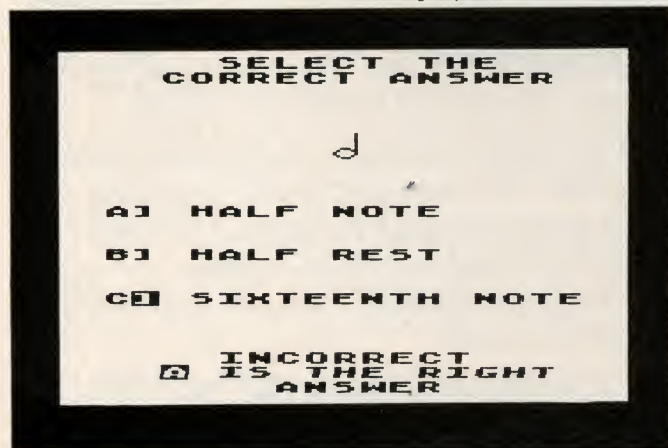 SELECT THE
CORRECT ANSWER
A] HALF NOTE
B] HALF REST
C] SIXTEENTH NOTE
INCORRECT
A IS THE RIGHT
ANSWER